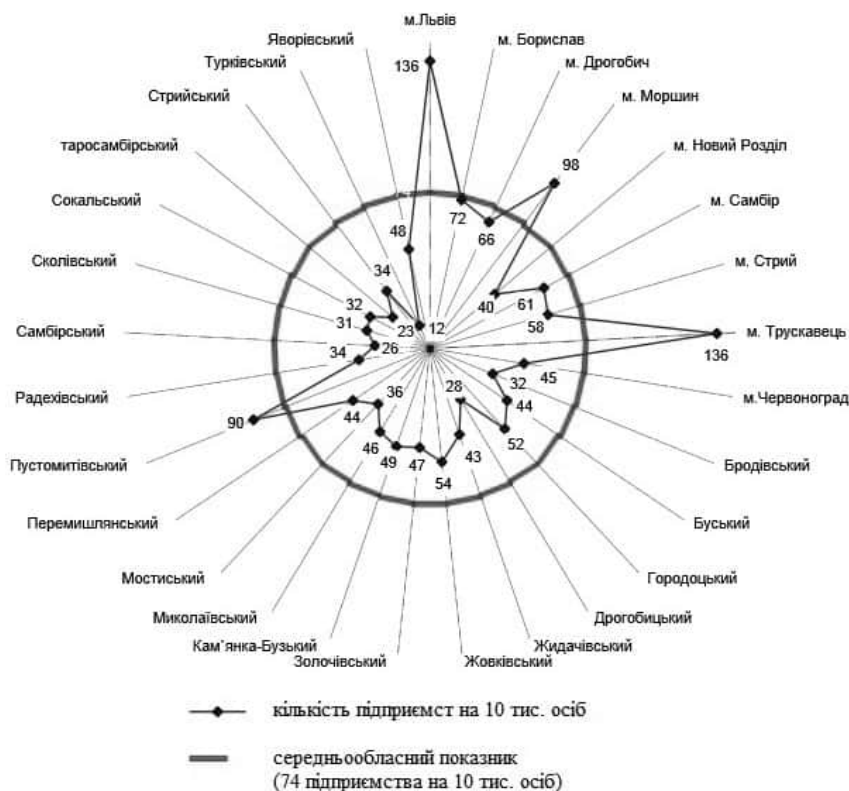 м.Львів
м. Борислав
м. Дрогобич
м. Моршин
м. Новий Розділ
м. Самбір
м. Стрий
м. Трускавець
м.Червоноград
Бродівський
Буський
Городоцький
Дрогобицький
Жидачівський
Жовківський
Золочівський
Кам´янка-Бузький
Миколаївський
Мостиський
Перемишлянський
Пустомитівський
Радехівський
Самбірський
Сколівський
Сокальський
таросамбірський
Стрийський
Турківський
Яворівський
136
72
66
98
40
61
58
136
45
32
44
52
28
43
54
47
49
46
36
44
90
34
26
31
32
23
34
12
48
кількість підприємст на 10 тис. осіб
середньообласний показник
(74 підприємства на 10 тис. осіб)